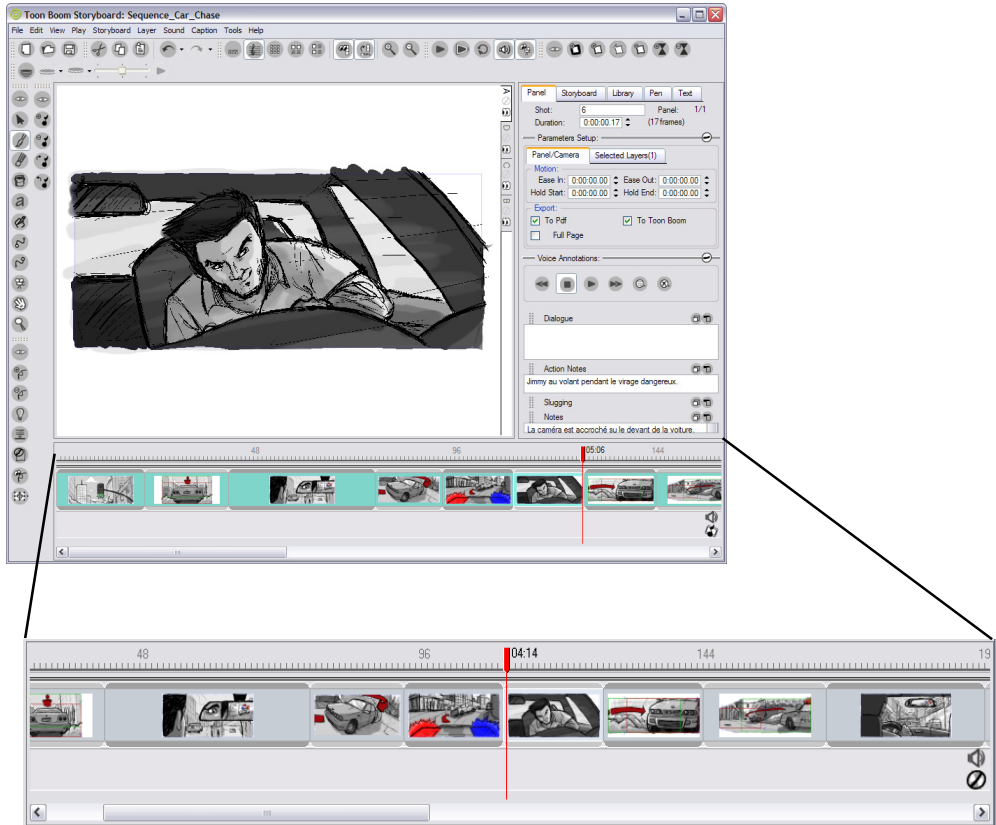 Toon Boom Storyboard: Sequence_Car_Chase
File Edit View Play Storyboard Layer Sound Caption Tools Help
Panel Storyboard Library Pen Text
Shot: 6 Panel: 1/1
Duration: 0:00:00.17 (17 frames)
Parameters Setup:
Panel/Camera Selected Layers(1)
Motion:
Ease In: 0:00:00.00 Ease Out: 0:00:00.00
Hold Start: 0:00:00.00 Hold End: 0:00:00.00
Export:
To Pdf To Toon Boom
Full Page
Voice Annotations:
Dialogue
Action Notes
Jimmy au volant pendant le virage dangereux.
Slugging
Notes
La caméra est accroché su le devant de la voiture.
A
D
C
B
48 96 05:06 144
48 96 04:14 144 19